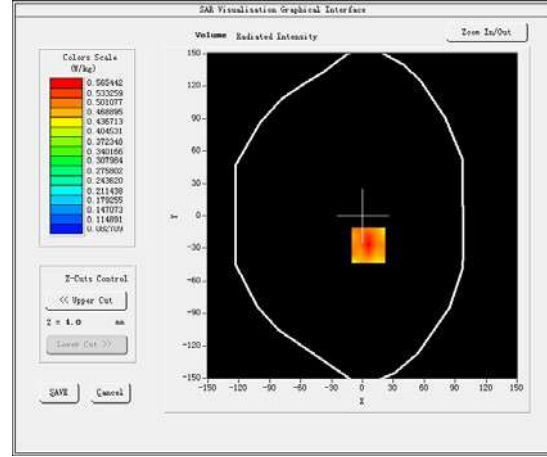 SAR Visualisation Graphical Interface
Volume Radiated Intensity
Zoom In/Out
Colors Scale
(W/kg)
0.565442
0.533259
0.501077
0.468895
0.436713
0.404531
0.372348
0.340166
0.307984
0.275802
0.243620
0.211438
0.179255
0.147073
0.114891
0.082709
Z-Cuts Control
<< Upper Cut
Z = 4.0 mm
Lower Cut >>
SAVE Cancel
150
120
90
60
30
0
-30
-60
-90
-120
-150
Y
-150 -120 -90 -60 -30 0 30 60 90 120 150
X